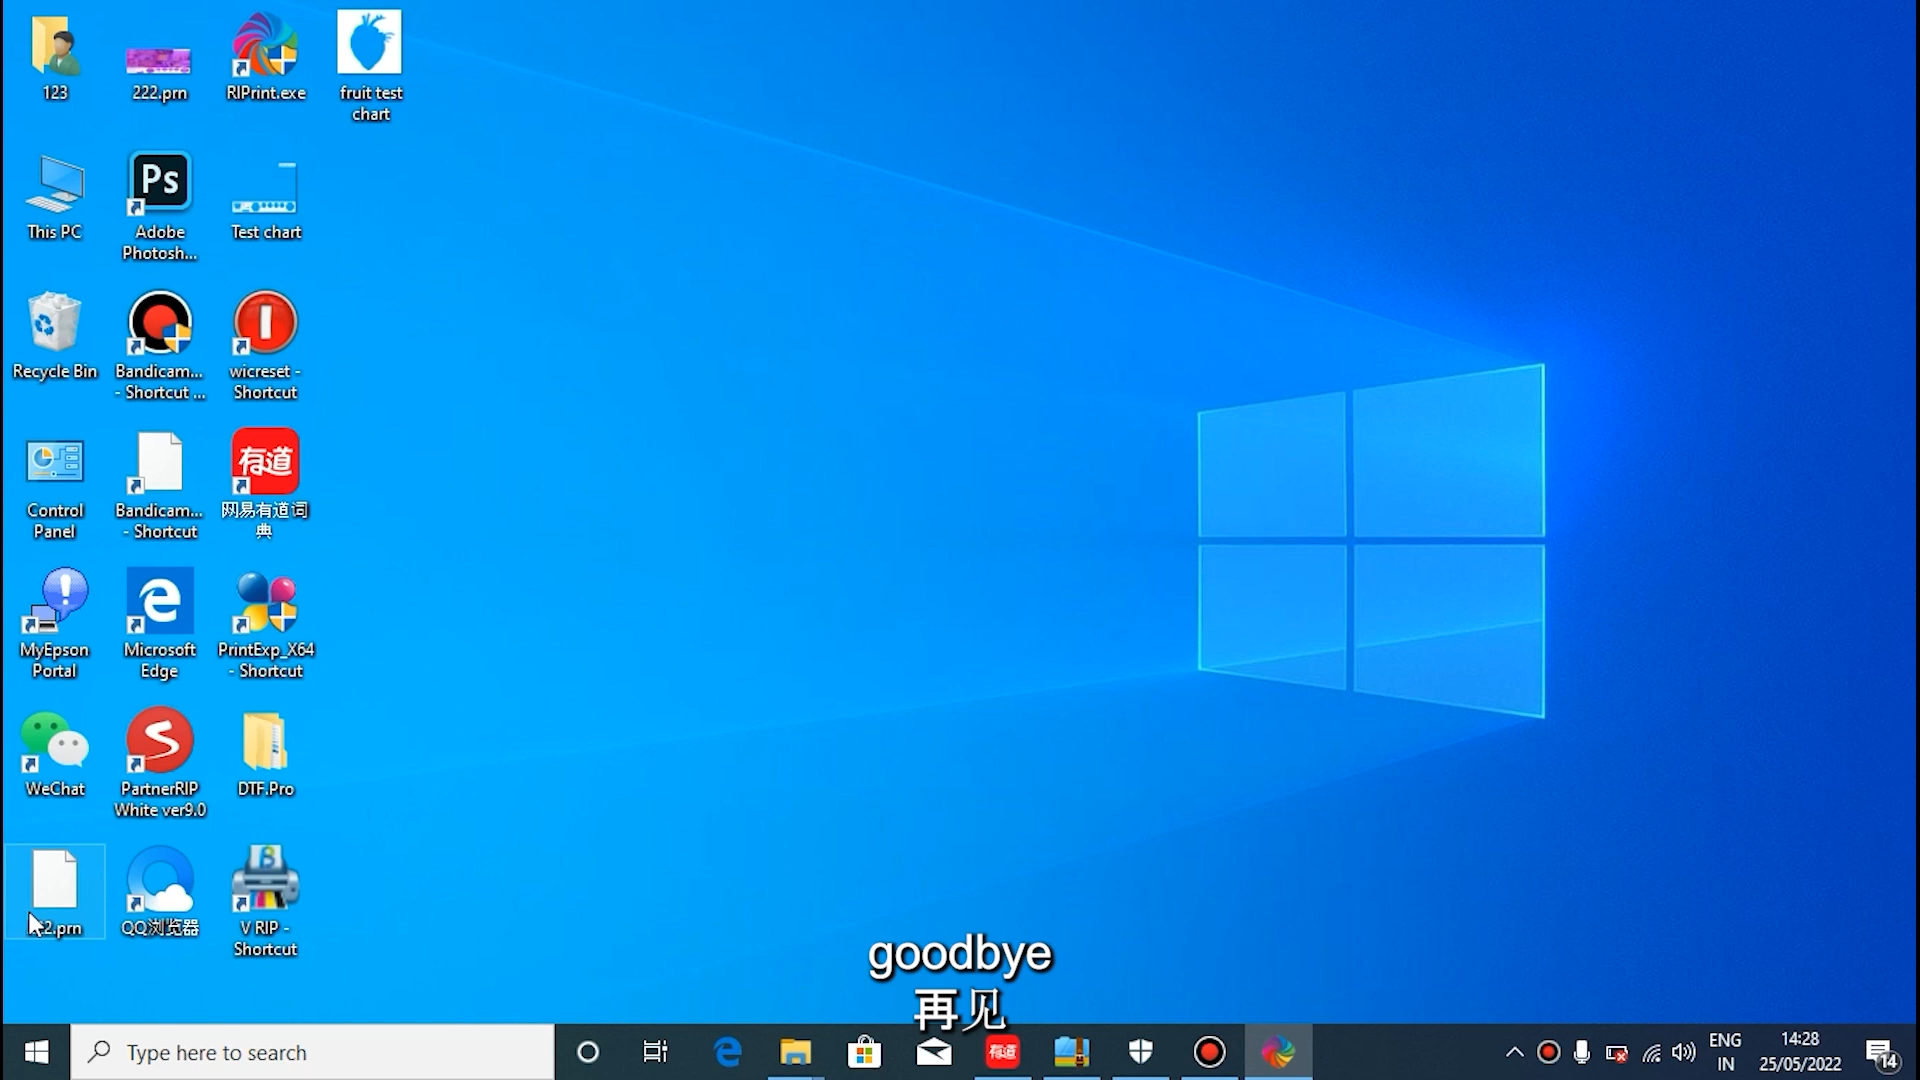 123
222.prn
RIPrint.exe
fruit test
chart
This PC
Ps
Adobe
Photosh...
Test chart
Recycle Bin
Bandicam...
- Shortcut ...
wicreset -
Shortcut
Control
Panel
Bandicam...
- Shortcut
有道
网易有道词
典
MyEpson
Portal
Microsoft
Edge
PrintExp_X64
- Shortcut
WeChat
PartnerRIP
White ver9.0
DTF.Pro
2.prn
QQ浏览器
V RIP -
Shortcut
goodbye
再见
Type here to search
有道
ENG
IN
14:28
25/05/2022
14